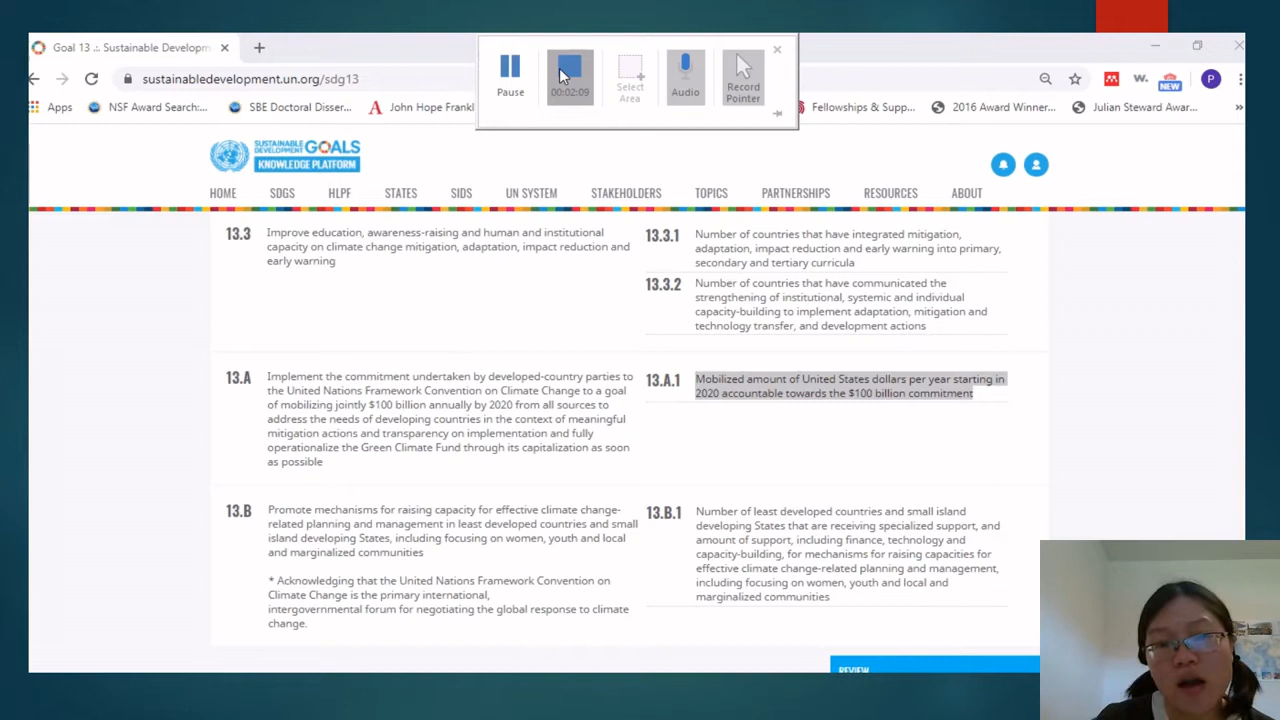 Goal 13 .:. Sustainable Developm
Pause
00:02:09
Select
Area
Audio
Record
Pointer
sustainabledevelopment.un.org/sdg13
W.
NEW
P
Apps
NSF Award Search:...
SBE Doctoral Disser...
John Hope Frankl
Fellowships & Supp...
2016 Award Winner...
Julian Steward Awar...
SUSTAINABLE
DEVELOPMENT GOALS
KNOWLEDGE PLATFORM
HOME SDGS HLPF STATES SIDS UN SYSTEM STAKEHOLDERS TOPICS PARTNERSHIPS RESOURCES ABOUT
13.3
Improve education, awareness-raising and human and institutional
capacity on climate change mitigation, adaptation, impact reduction and
early warning
13.3.1
Number of countries that have integrated mitigation,
adaptation, impact reduction and early warning into primary,
secondary and tertiary curricula
13.3.2
Number of countries that have communicated the
strengthening of institutional, systemic and individual
capacity-building to implement adaptation, mitigation and
technology transfer, and development actions
13.A
Implement the commitment undertaken by developed-country parties to
the United Nations Framework Convention on Climate Change to a goal
of mobilizing jointly $100 billion annually by 2020 from all sources to
address the needs of developing countries in the context of meaningful
mitigation actions and transparency on implementation and fully
operationalize the Green Climate Fund through its capitalization as soon
as possible
13.A.1
Mobilized amount of United States dollars per year starting in
2020 accountable towards the $100 billion commitment
13.B
Promote mechanisms for raising capacity for effective climate change-
related planning and management in least developed countries and small
island developing States, including focusing on women, youth and local
and marginalized communities
* Acknowledging that the United Nations Framework Convention on
Climate Change is the primary international,
intergovernmental forum for negotiating the global response to climate
change.
13.B.1
Number of least developed countries and small island
developing States that are receiving specialized support, and
amount of support, including finance, technology and
capacity-building, for mechanisms for raising capacities for
effective climate change-related planning and management,
including focusing on women, youth and local and
marginalized communities
REVIEW